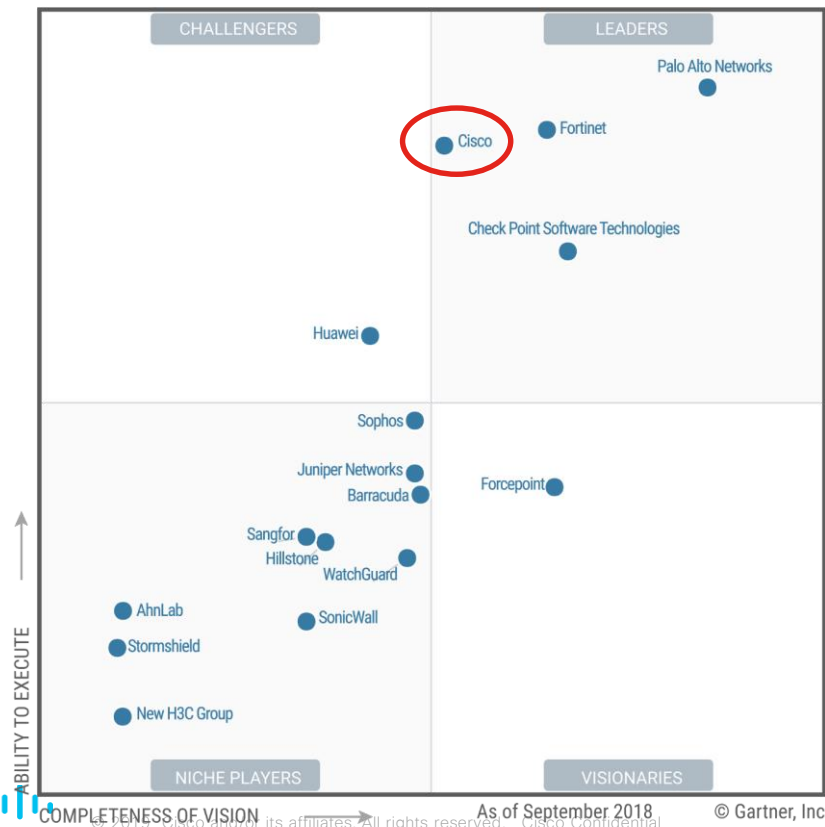 CHALLENGERS
LEADERS
Palo Alto Networks
Fortinet
Cisco
Check Point Software Technologies
Huawei
Sophos
Juniper Networks
Barracuda
Forcepoint
Sangfor
Hillstone
WatchGuard
AhnLab
SonicWall
Stormshield
New H3C Group
NICHE PLAYERS
VISIONARIES
ABILITY TO EXECUTE
COMPLETENESS OF VISION
As of September 2018
© Gartner, Inc
© 2019 Cisco and/or its affiliates. All rights reserved. Cisco Confidential